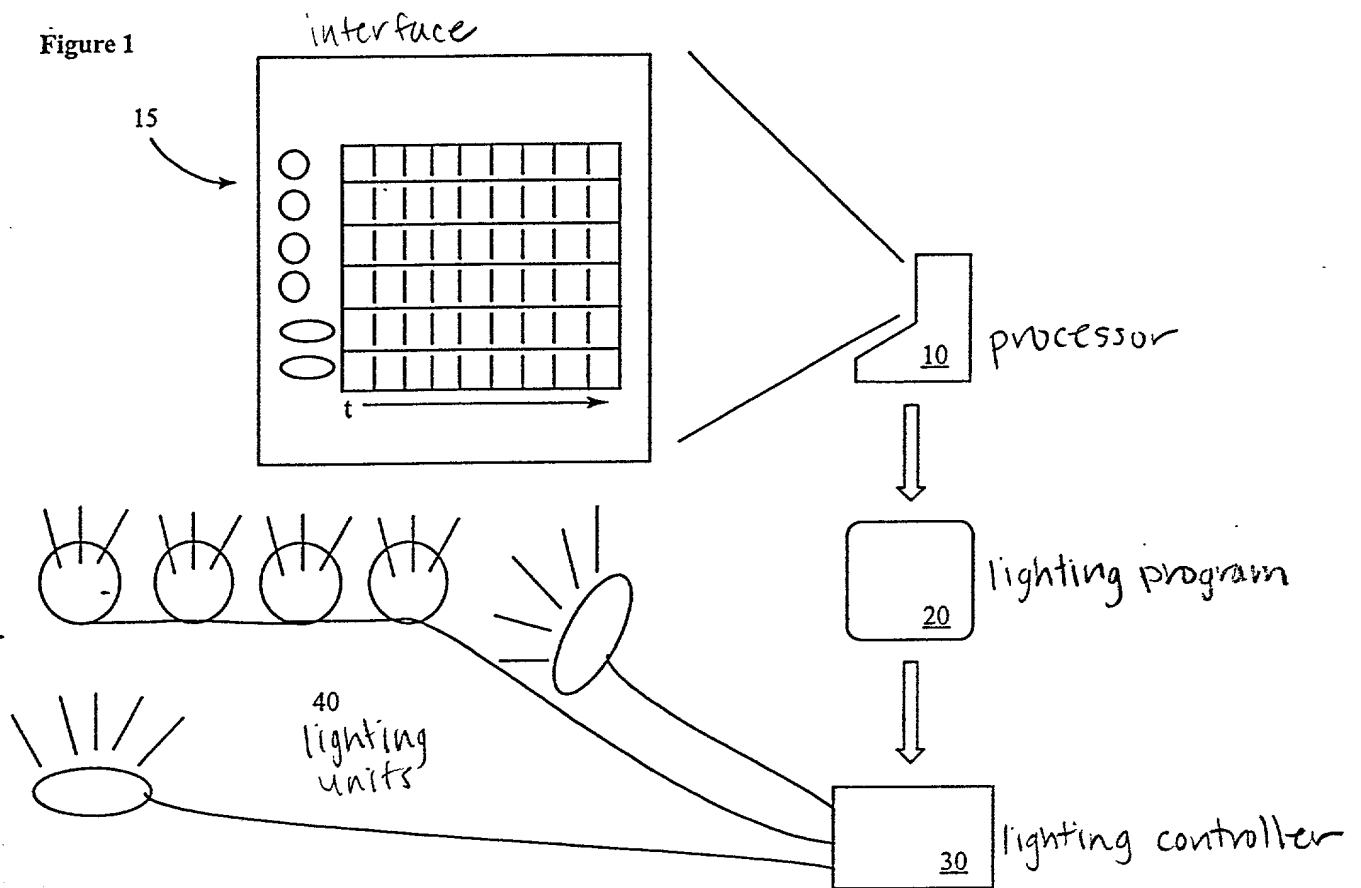 Figure 1
interface
15
t
10
processor
20
lighting program
40
lighting
units
30
lighting controller